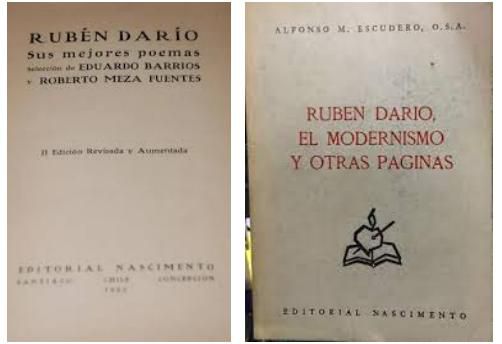 RUBÉN DARÍO
Sus mejores poemas
Selección de EDUARDO BARRIOS
y ROBERTO MEZA FUENTES
II Edición Revisada y Aumentada
EDITORIAL NASCIMENTO
SANTIAGO CHILE CONCEPCION
ALFONSO M. ESCUDERO, O.S.A.
RUBEN DARIO,
EL MODERNISMO
Y OTRAS PAGINAS
EDITORIAL NASCIMENTO